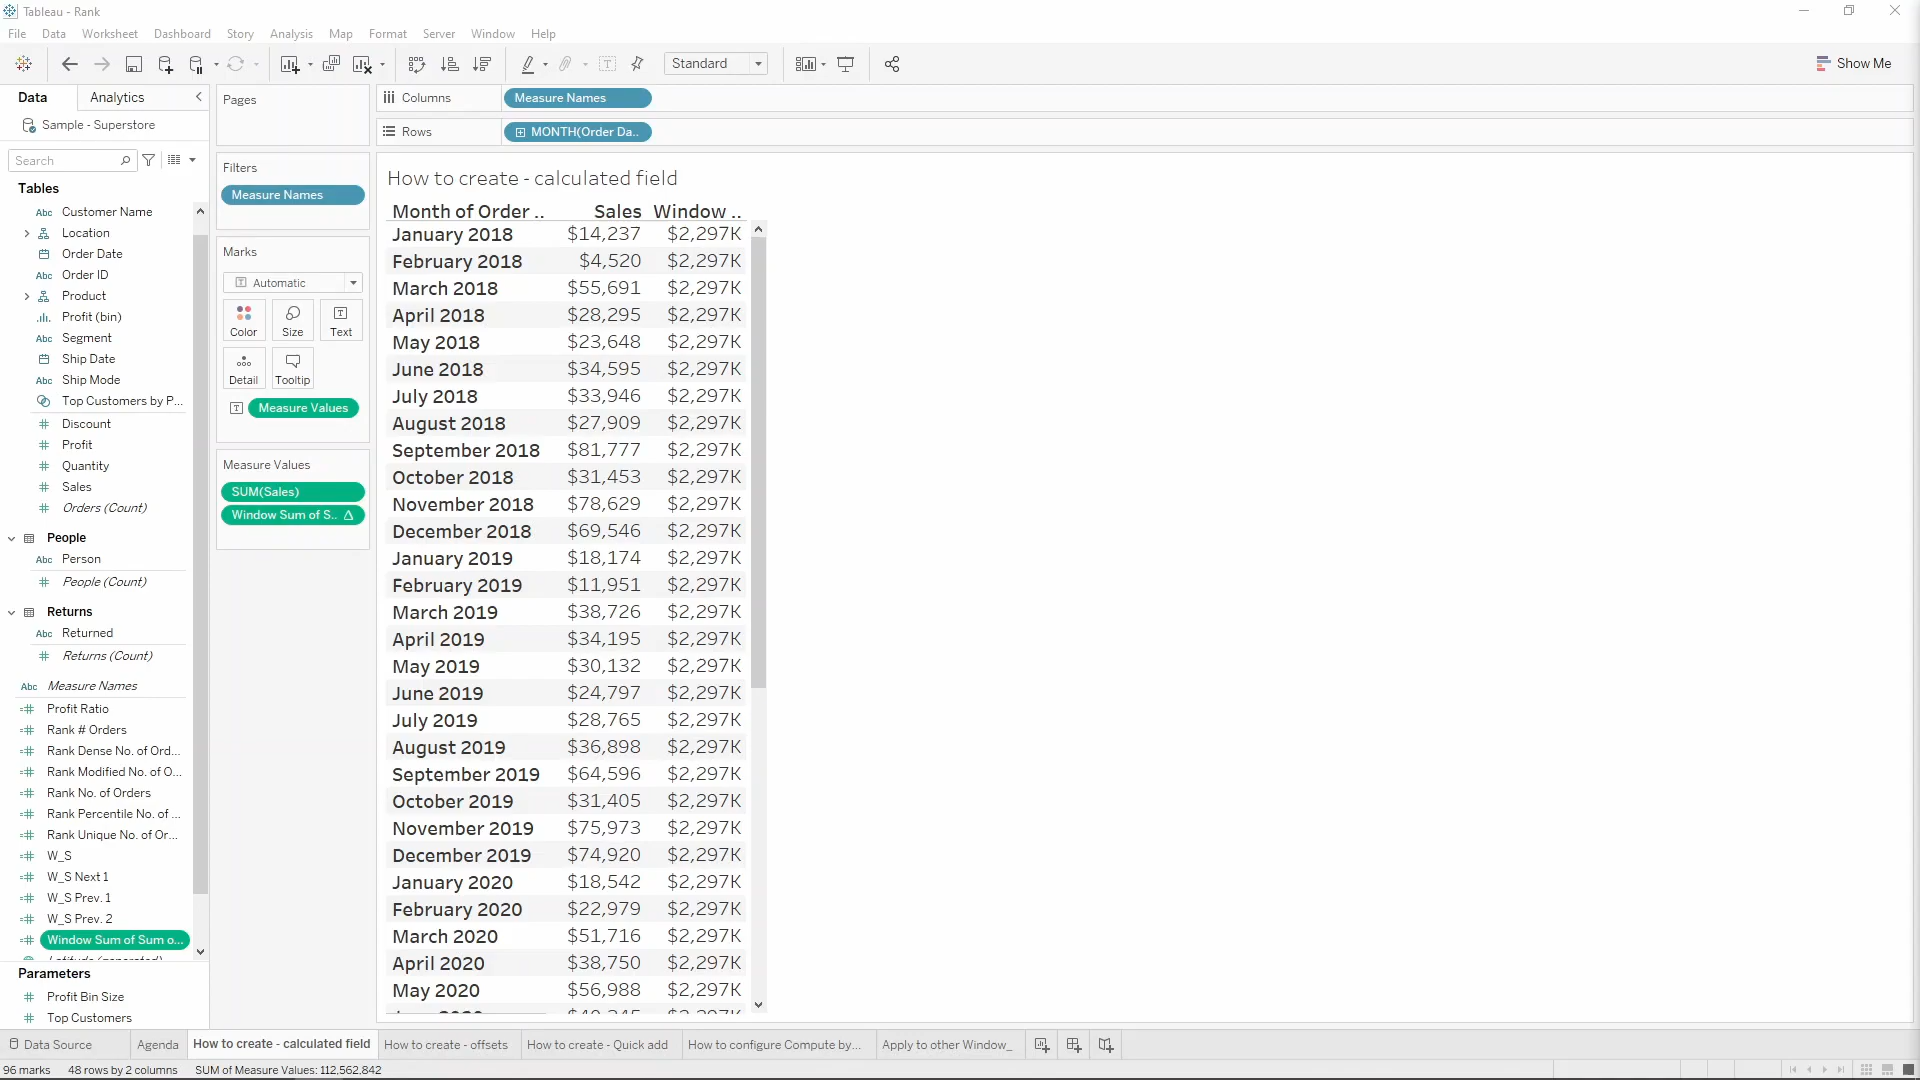 Tableau - Rank
File Data Worksheet Dashboard Story Analysis Map Format Server Window Help
Standard
Show Me
Data Analytics
Sample - Superstore
Search
Tables
Abc Customer Name
Location
Order Date
Abc Order ID
Product
Profit (bin)
Abc Segment
Ship Date
Abc Ship Mode
Top Customers by P...
Discount
Profit
Quantity
Sales
Orders (Count)
People
Abc Person
People (Count)
Returns
Abc Returned
Returns (Count)
Abc Measure Names
Profit Ratio
Rank # Orders
Rank Dense No. of Ord...
Rank Modified No. of O...
Rank No. of Orders
Rank Percentile No. of ...
Rank Unique No. of Or...
W_S
W_S Next 1
W_S Prev. 1
W_S Prev. 2
Window Sum of Sum o...
Parameters
Profit Bin Size
Top Customers
Pages
Filters
Measure Names
Marks
Automatic
Color Size Text
Detail Tooltip
Measure Values
Measure Values
SUM(Sales)
Window Sum of S..
Columns Measure Names
Rows MONTH(Order Da..
How to create - calculated field
Month of Order .. Sales Window ..
January 2018 $14,237 $2,297K
February 2018 $4,520 $2,297K
March 2018 $55,691 $2,297K
April 2018 $28,295 $2,297K
May 2018 $23,648 $2,297K
June 2018 $34,595 $2,297K
July 2018 $33,946 $2,297K
August 2018 $27,909 $2,297K
September 2018 $81,777 $2,297K
October 2018 $31,453 $2,297K
November 2018 $78,629 $2,297K
December 2018 $69,546 $2,297K
January 2019 $18,174 $2,297K
February 2019 $11,951 $2,297K
March 2019 $38,726 $2,297K
April 2019 $34,195 $2,297K
May 2019 $30,132 $2,297K
June 2019 $24,797 $2,297K
July 2019 $28,765 $2,297K
August 2019 $36,898 $2,297K
September 2019 $64,596 $2,297K
October 2019 $31,405 $2,297K
November 2019 $75,973 $2,297K
December 2019 $74,920 $2,297K
January 2020 $18,542 $2,297K
February 2020 $22,979 $2,297K
March 2020 $51,716 $2,297K
April 2020 $38,750 $2,297K
May 2020 $56,988 $2,297K
Data Source Agenda How to create - calculated field How to create - offsets How to create - Quick add How to configure Compute by... Apply to other Window_
96 marks 48 rows by 2 columns SUM of Measure Values: 112,562,842